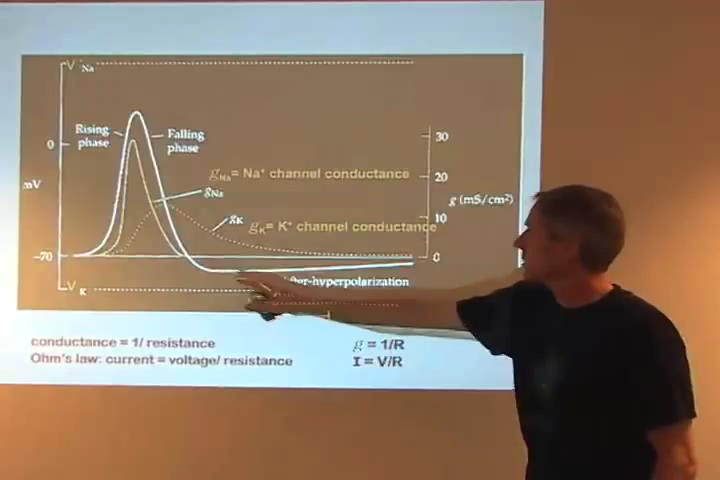 V Na
Rising phase
Falling phase
0
30
gNa= Na⁺ channel conductance
20
mV
gNa
g (mS/cm²)
gK
10
gK= K⁺ channel conductance
-70
0
V K
hyperpolarization
conductance = 1/ resistance
g = 1/R
Ohm's law: current = voltage/ resistance
I = V/R